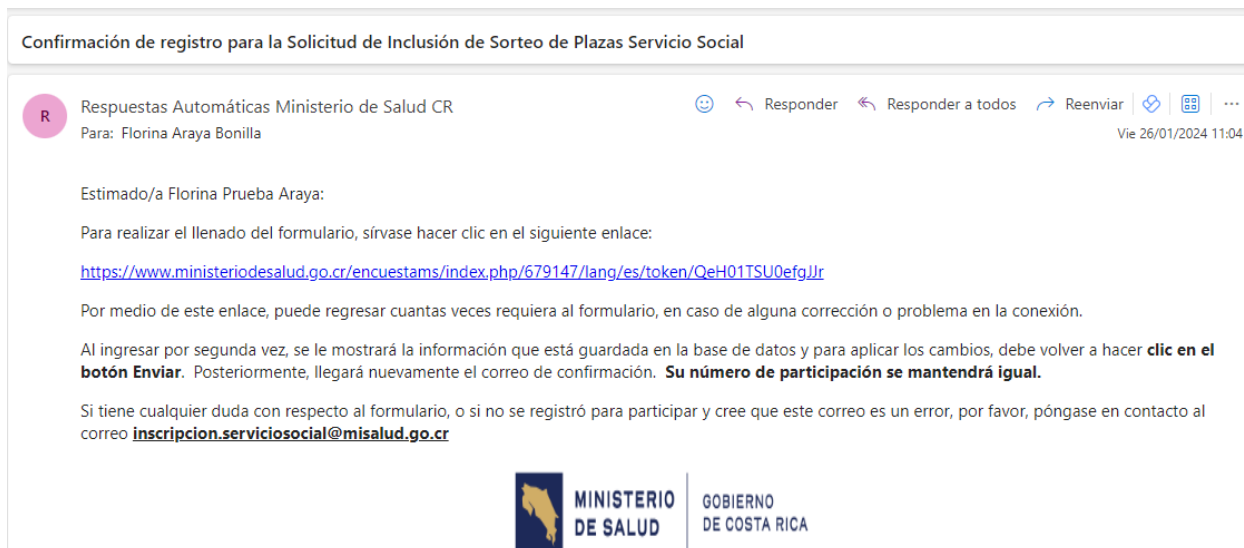 Confirmación de registro para la Solicitud de Inclusión de Sorteo de Plazas Servicio Social
R
Respuestas Automáticas Ministerio de Salud CR
Responder
Responder a todos
Reenviar
Para: Florina Araya Bonilla
Vie 26/01/2024 11:04
Estimado/a Florina Prueba Araya:
Para realizar el llenado del formulario, sírvase hacer clic en el siguiente enlace:
https://www.ministeriodesalud.go.cr/encuestams/index.php/679147/lang/es/token/QeH01TSU0efgJJr
Por medio de este enlace, puede regresar cuantas veces requiera al formulario, en caso de alguna corrección o problema en la conexión.
Al ingresar por segunda vez, se le mostrará la información que está guardada en la base de datos y para aplicar los cambios, debe volver a hacer clic en el
botón Enviar. Posteriormente, llegará nuevamente el correo de confirmación. Su número de participación se mantendrá igual.
Si tiene cualquier duda con respecto al formulario, o si no se registró para participar y cree que este correo es un error, por favor, póngase en contacto al
correo inscripcion.serviciosocial@misalud.go.cr
MINISTERIO
DE SALUD
GOBIERNO
DE COSTA RICA